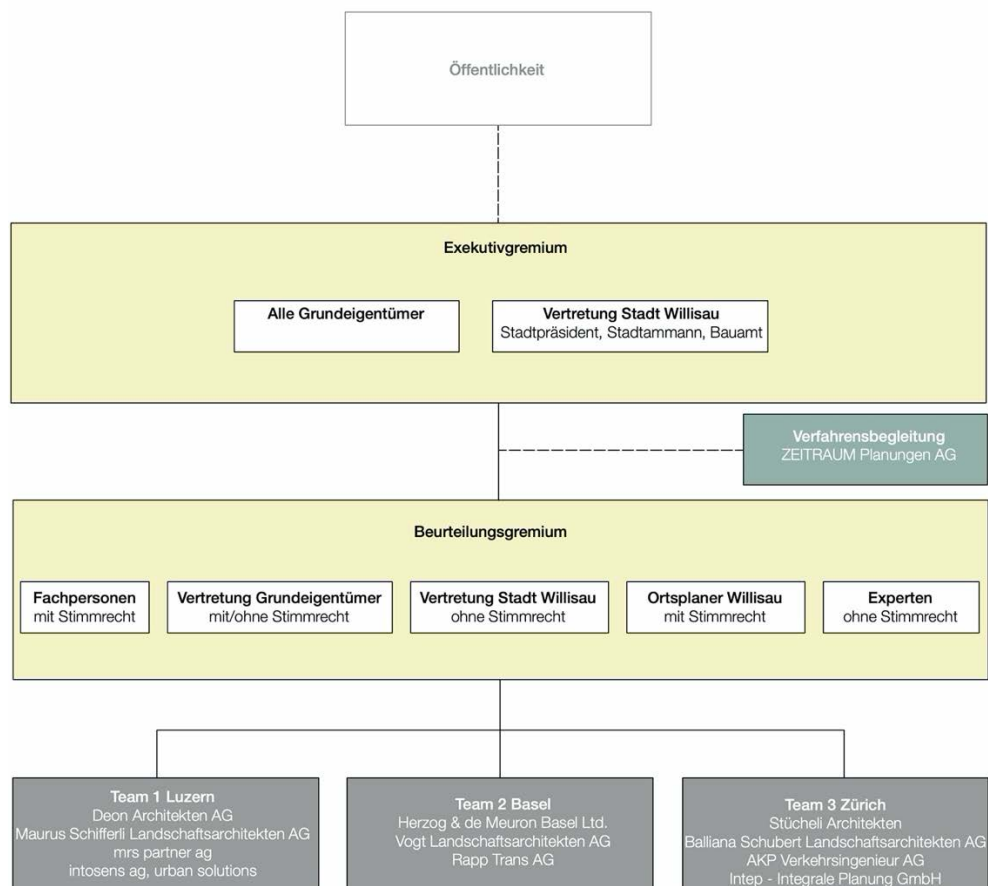 Öffentlichkeit
Exekutivgremium
Alle Grundeigentümer
Vertretung Stadt Willisau
Stadtpräsident, Stadtammann, Bauamt
Verfahrensbegleitung
ZEITRAUM Planungen AG
Beurteilungsgremium
Fachpersonen
mit Stimmrecht
Vertretung Grundeigentümer
mit/ohne Stimmrecht
Vertretung Stadt Willisau
ohne Stimmrecht
Ortsplaner Willisau
mit Stimmrecht
Experten
ohne Stimmrecht
Team 1 Luzern
Deon Architekten AG
Maurus Schifferli Landschaftsarchitekten AG
mrs partner ag
intosens ag, urban solutions
Team 2 Basel
Herzog & de Meuron Basel Ltd.
Vogt Landschaftsarchitekten AG
Rapp Trans AG
Team 3 Zürich
Stücheli Architekten
Balliana Schubert Landschaftsarchitekten AG
AKP Verkehrsingenieur AG
Intep - Integrale Planung GmbH